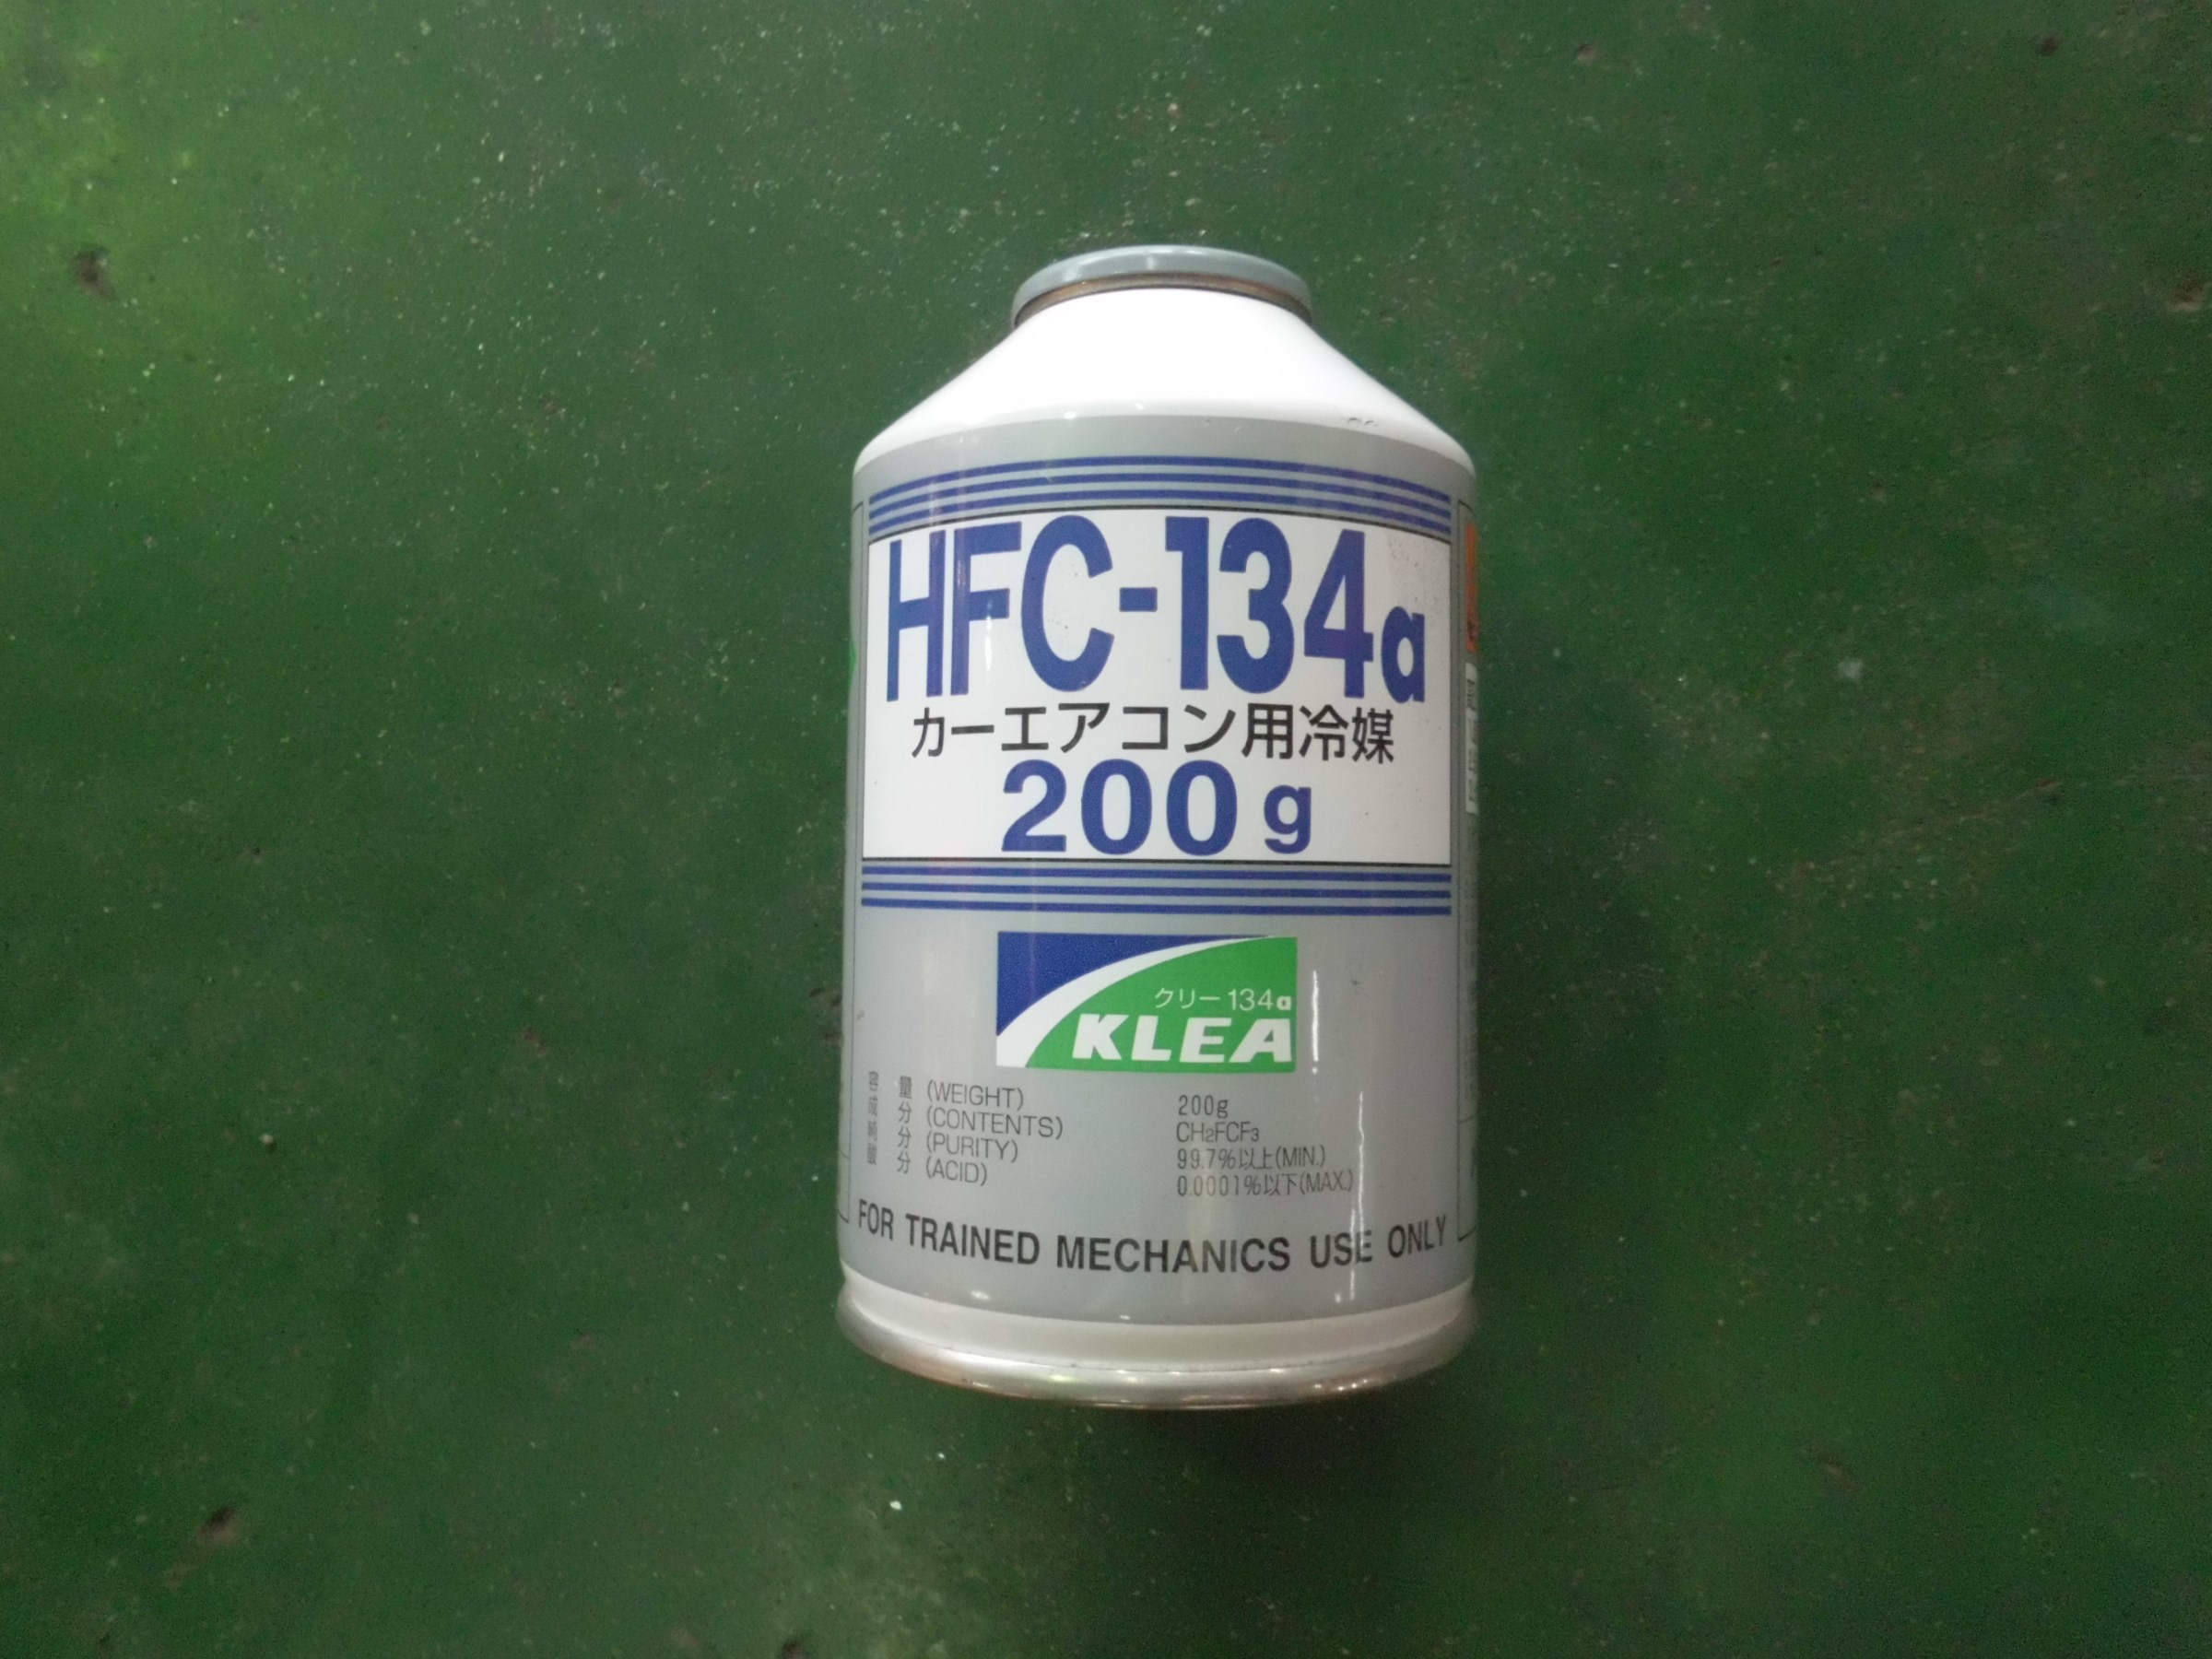 HFC-134a
カーエアコン用冷媒
200g
クリー134a
KLEA
容量 (WEIGHT) 200g
成分 (CONTENTS) CH₂FCF₃
純分 (PURITY) 99.7%以上(MIN.)
酸分 (ACID) 0.0001%以下(MAX.)
FOR TRAINED MECHANICS USE ONLY